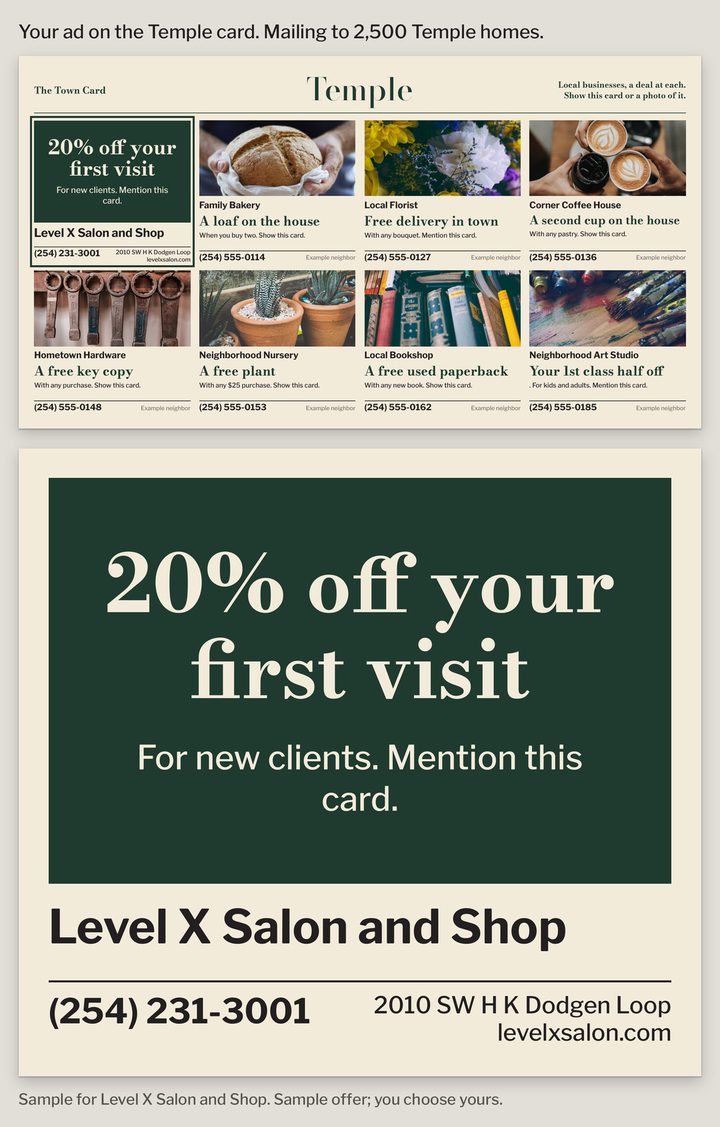 Your ad on the Temple card. Mailing to 2,500 Temple homes.
The Town Card
Temple
Local businesses, a deal at each.
Show this card or a photo of it.
20% off your
first visit
For new clients. Mention this
card.
Level X Salon and Shop
(254) 231-3001
2010 SW H K Dodgen Loop
levelxsalon.com
Family Bakery
A loaf on the house
When you buy two. Show this card.
(254) 555-0114
Example neighbor
Local Florist
Free delivery in town
With any bouquet. Mention this card.
(254) 555-0127
Example neighbor
Corner Coffee House
A second cup on the house
With any pastry. Show this card.
(254) 555-0136
Example neighbor
Hometown Hardware
A free key copy
With any purchase. Show this card.
(254) 555-0148
Example neighbor
Neighborhood Nursery
A free plant
With any $25 purchase. Show this card.
(254) 555-0153
Example neighbor
Local Bookshop
A free used paperback
With any new book. Show this card.
(254) 555-0162
Example neighbor
Neighborhood Art Studio
Your 1st class half off
. For kids and adults. Mention this card.
(254) 555-0185
Example neighbor
20% off your
first visit
For new clients. Mention this
card.
Level X Salon and Shop
(254) 231-3001
2010 SW H K Dodgen Loop
levelxsalon.com
Sample for Level X Salon and Shop. Sample offer; you choose yours.